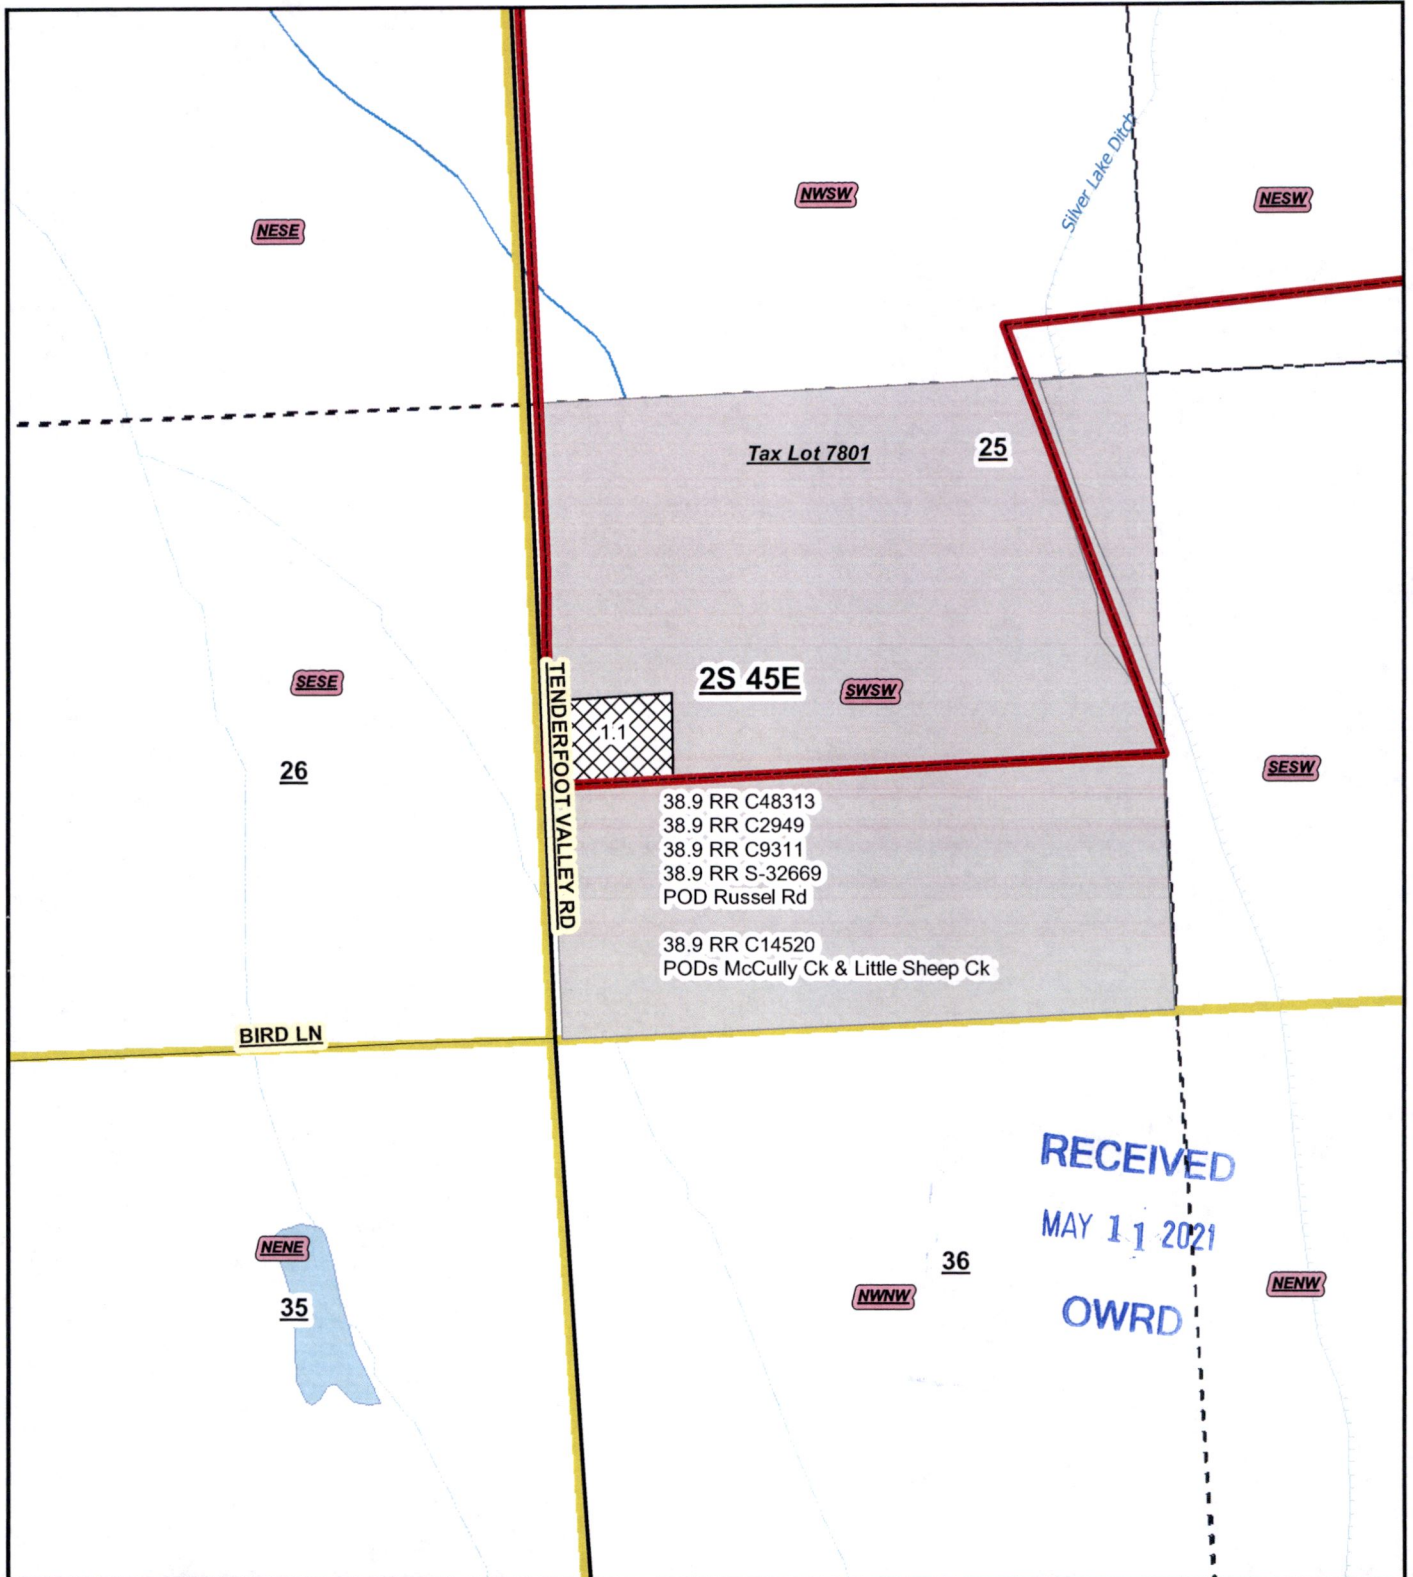 NWSW
NESW
NESE
Silver Lake Ditch
Tax Lot 7801
25
2S 45E
SWSW
SESE
1.1
26
SESW
TENDERFOOT VALLEY RD
38.9 RR C48313
38.9 RR C2949
38.9 RR C9311
38.9 RR S-32669
POD Russel Rd
38.9 RR C14520
PODs McCully Ck & Little Sheep Ck
BIRD LN
RECEIVED
MAY 11 2021
OWRD
NENE
35
36
NWNW
NENW